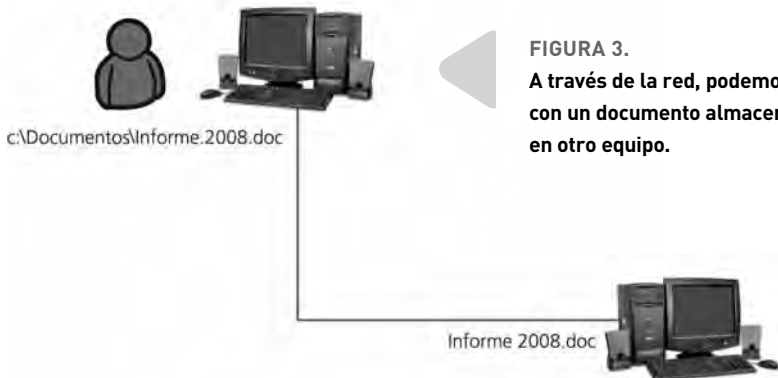 FIGURA 3.
A través de la red, podemo
con un documento almacer
en otro equipo.
c:\Documentos\Informe.2008.doc
Informe 2008.doc